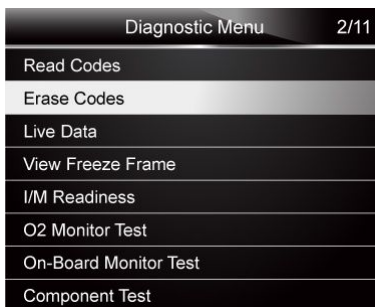 Diagnostic Menu 2/11
Read Codes
Erase Codes
Live Data
View Freeze Frame
I/M Readiness
O2 Monitor Test
On-Board Monitor Test
Component Test